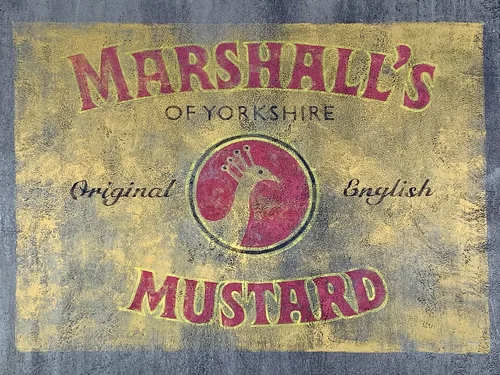 MARSHALL'S
OF YORKSHIRE
Original English
MUSTARD